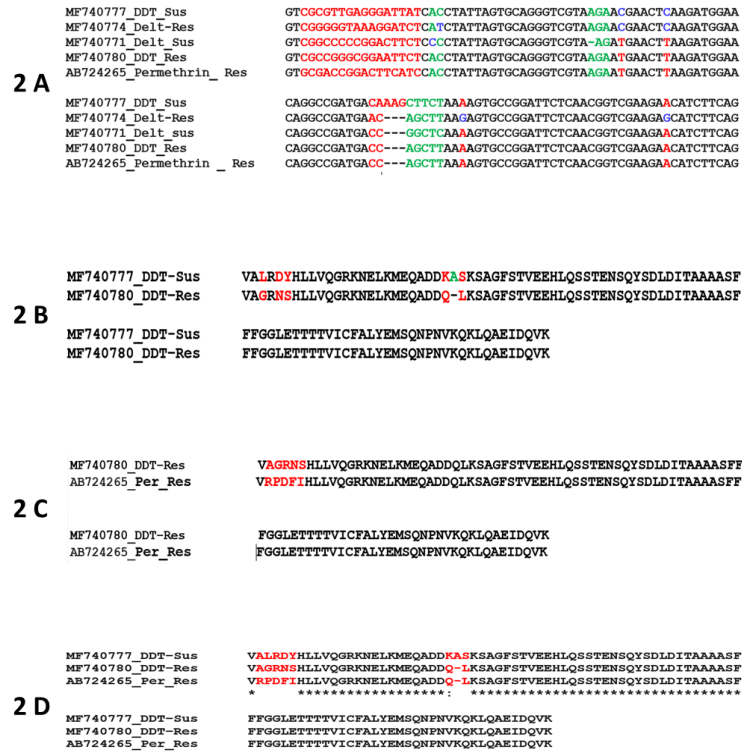 MF740777_DDT_Sus GTCGCGTTGAGGGATTATCACCTATTAGTGCAGGGTCGTAAGAACGAACTCAAGATGGAA
MF740774_Delt-Res GTCGGGGGTAAAGGATCTCATCTATTAGTGCAGGGTCGTAAGAACGAACTCAAGATGGAA
MF740771_Delt_Sus GTCGGCCCCCGGACTTCTCCCCTATTAGTGCAGGGTCGTA-AGATGAACTTAAGATGGAA
MF740780_DDT_Res GTCGCCGGGCGGAATTCTCACCTATTAGTGCAGGGTCGTAAGAATGAACTTAAGATGGAA
AB724265_Permethrin_Res GTGCGACCGGACTTCATCCACCTATTAGTGCAGGGTCGTAAGAATGAACTTAAGATGGAA
2 A
MF740777_DDT_Sus CAGGCCGATGACAAAGCTTCTAAAAGTGCCGGATTCTCAACGGTCGAAGAACATCTTCAG
MF740774_Delt-Res CAGGCCGATGAAC---AGCTTAAGAGTGCCGGATTCTCAACGGTCGAAGAGCATCTTCAG
MF740771_Delt_sus CAGGCCGATGACC---GGCTCAAAAGTGCCGGATTCTCAACGGTCGAAGAACATCTTCAG
MF740780_DDT_Res CAGGCCGATGACC---AGCTTAAAAGTGCCGGATTCTCAACGGTCGAAGAACATCTTCAG
AB724265_Permethrin _ Res CAGGCCGATGACC---AGCTTAAAAGTGCCGGATTCTCAACGGTCGAAGAACATCTTCAG
MF740777_DDT-Sus VALRDYHLLVQGRKNELKMEQADDKASKSAGFSTVEEHLQSSTENSQYSDLDITAAAASF
MF740780_DDT-Res VAGRNSHLLVQGRKNELKMEQADDQ-LKSAGFSTVEEHLQSSTENSQYSDLDITAAAASF
2 B
MF740777_DDT-Sus FFGGLETTTTVICFALYEMSQNPNVKQKLQAEIDQVK
MF740780_DDT-Res FFGGLETTTTVICFALYEMSQNPNVKQKLQAEIDQVK
MF740780_DDT-Res VAGRNSHLLVQGRKNELKMEQADDQLKSAGFSTVEEHLQSSTENSQYSDLDITAAAASFF
AB724265_Per_Res VRPDFIHLLVQGRKNELKMEQADDQLKSAGFSTVEEHLQSSTENSQYSDLDITAAAASFF
2 C
MF740780_DDT-Res FGGLETTTTVICFALYEMSQNPNVKQKLQAEIDQVK
AB724265_Per_Res FGGLETTTTVICFALYEMSQNPNVKQKLQAEIDQVK
MF740777_DDT-Sus VALRDYHLLVQGRKNELKMEQADDKASKSAGFSTVEEHLQSSTENSQYSDLDITAAAASF
MF740780_DDT-Res VAGRNSHLLVQGRKNELKMEQADDQ-LKSAGFSTVEEHLQSSTENSQYSDLDITAAAASF
AB724265_Per_Res VRPDFIHLLVQGRKNELKMEQADDQ-LKSAGFSTVEEHLQSSTENSQYSDLDITAAAASF
* ******************: *********************************
2 D
MF740777_DDT-Sus FFGGLETTTTVICFALYEMSQNPNVKQKLQAEIDQVK
MF740780_DDT-Res FFGGLETTTTVICFALYEMSQNPNVKQKLQAEIDQVK
AB724265_Per_Res FFGGLETTTTVICFALYEMSQNPNVKQKLQAEIDQVK